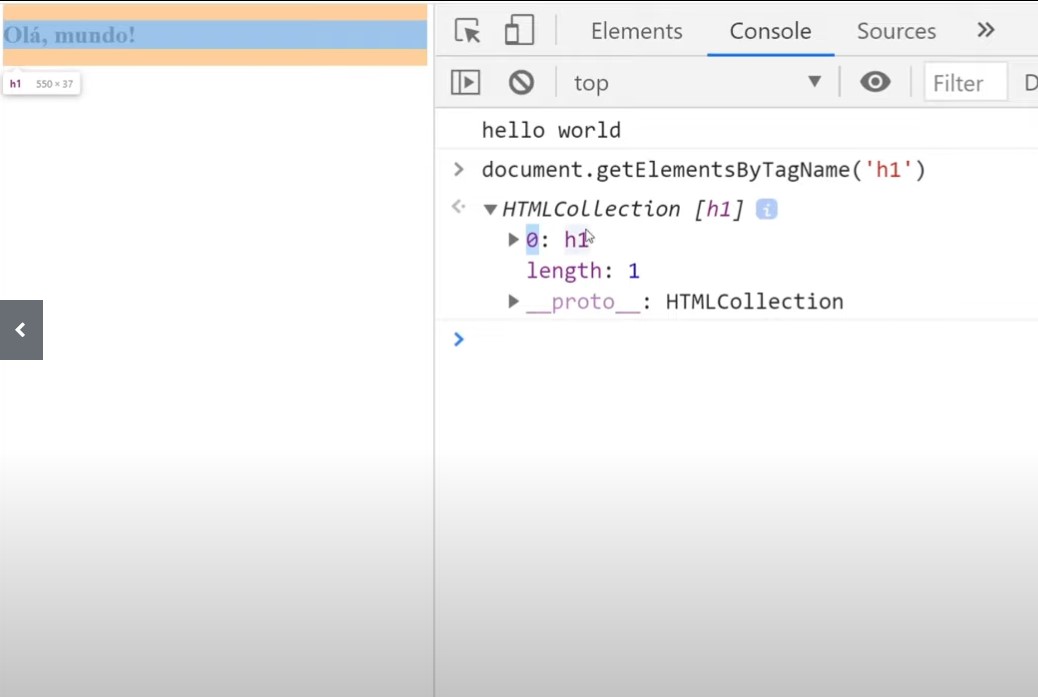 Olá, mundo!
h1 550 × 37
Elements Console Sources
top Filter D
hello world
document.getElementsByTagName('h1')
HTMLCollection [h1]
0: h1
length: 1
__proto__: HTMLCollection